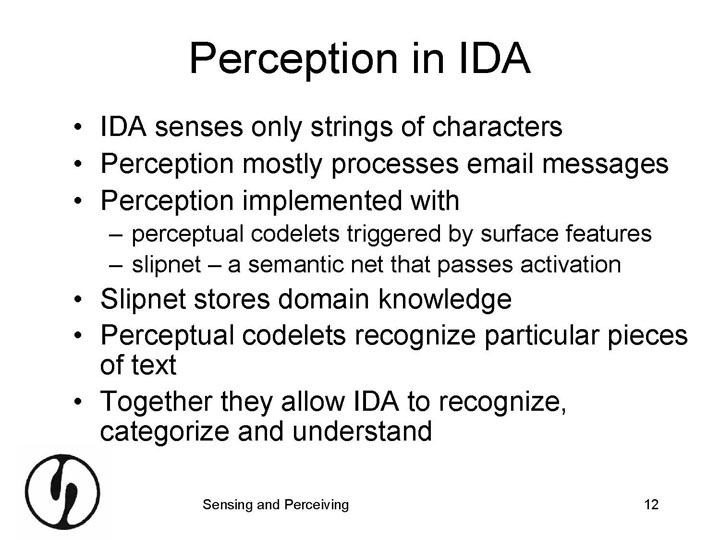 Perception in IDA
• IDA senses only strings of characters
• Perception mostly processes email messages
• Perception implemented with
– perceptual codelets triggered by surface features
– slipnet – a semantic net that passes activation
• Slipnet stores domain knowledge
• Perceptual codelets recognize particular pieces
of text
• Together they allow IDA to recognize,
categorize and understand
Sensing and Perceiving
12